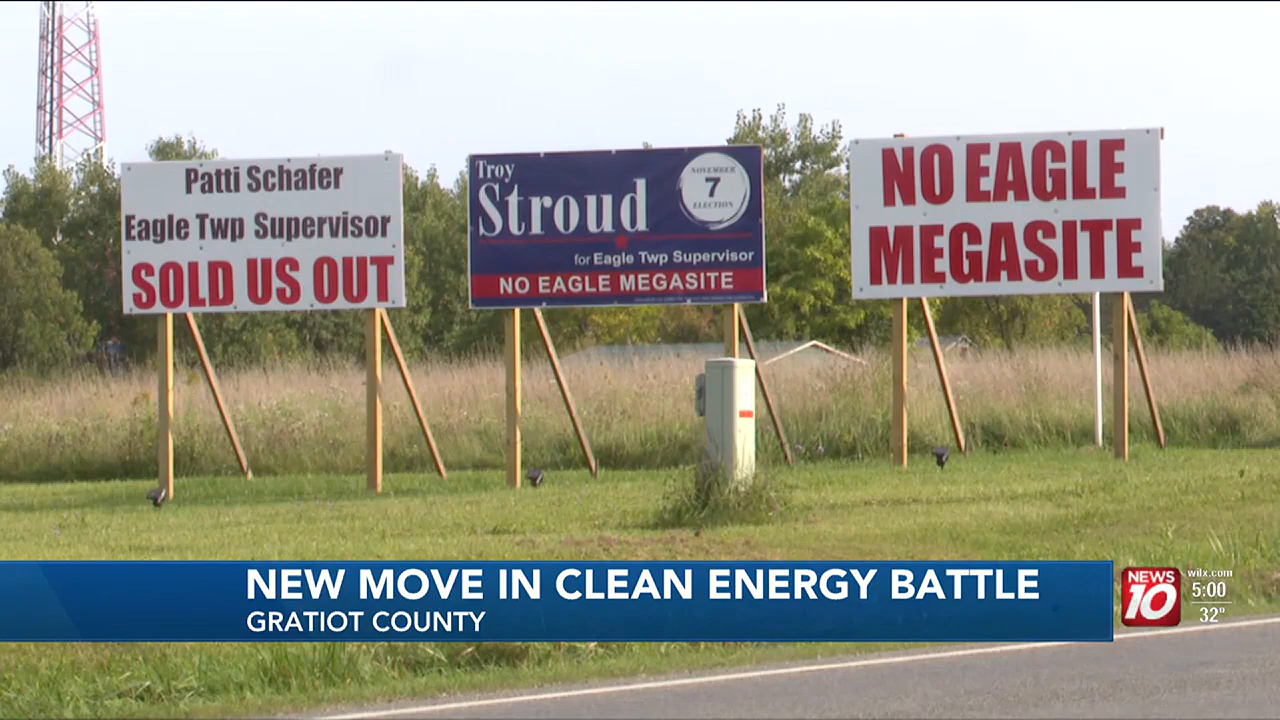 Patti Schafer
Eagle Twp Supervisor
SOLD US OUT
Troy
Stroud
NOVEMBER
7
ELECTION
for Eagle Twp Supervisor
NO EAGLE MEGASITE
NO EAGLE
MEGASITE
NEW MOVE IN CLEAN ENERGY BATTLE
GRATIOT COUNTY
NEWS
10
wilx.com
5:00
32°